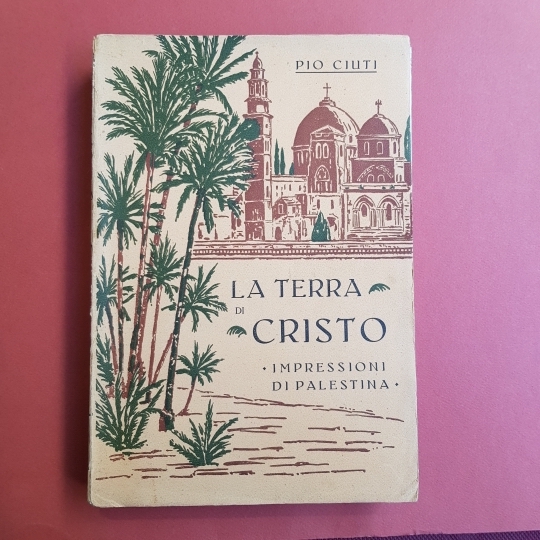 PIO CIUTI
LA TERRA
DI
CRISTO
· IMPRESSIONI
DI PALESTINA ·